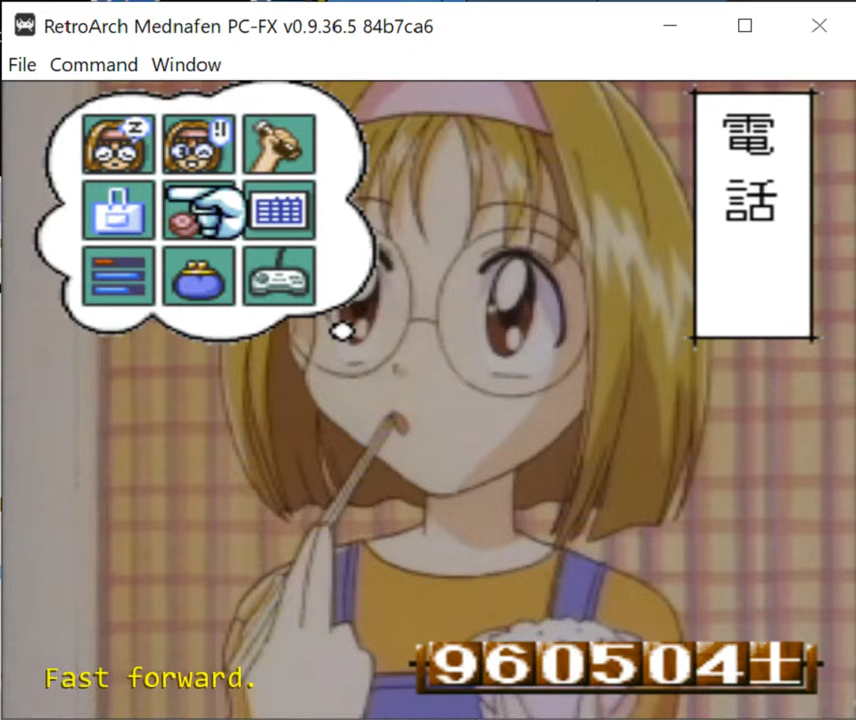 RetroArch Mednafen PC-FX v0.9.36.5 84b7ca6
File Command Window
Z
!!
電話
Fast forward.
960504土